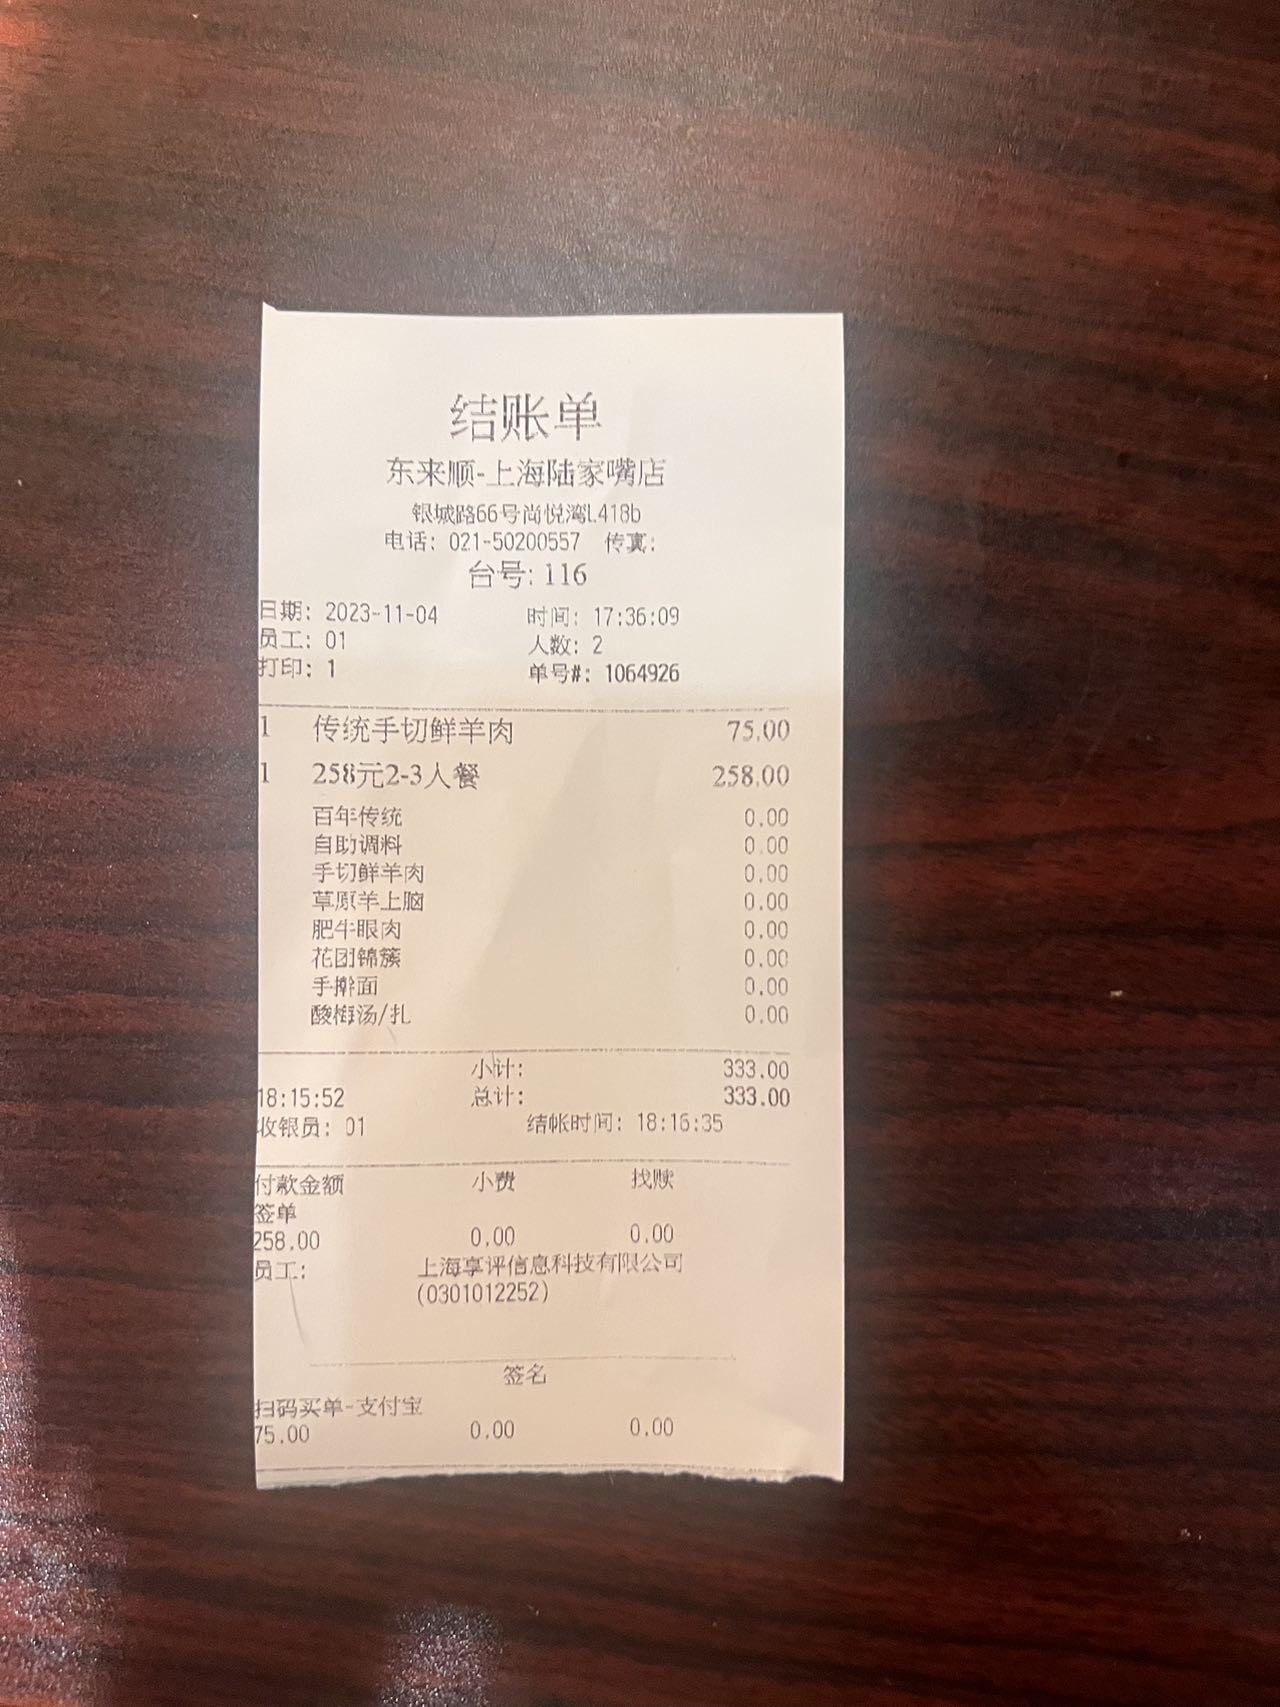 结账单
东来顺-上海陆家嘴店
银城路66号尚悦湾L418b
电话: 021-50200557 传真:
台号: 116
日期: 2023-11-04 时间: 17:36:09
员工: 01 人数: 2
打印: 1 单号#: 1064926
1 传统手切鲜羊肉 75.00
1 258元2-3人餐 258.00
百年传统 0.00
自助调料 0.00
手切鲜羊肉 0.00
草原羊上脑 0.00
肥牛眼肉 0.00
花团锦簇 0.00
手擀面 0.00
酸梅汤/扎 0.00
小计: 333.00
18:15:52 总计: 333.00
收银员: 01 结帐时间: 18:16:35
付款金额 小费 找赎
签单
258.00 0.00 0.00
员工: 上海享评信息科技有限公司
(0301012252)
签名
扫码买单-支付宝
75.00 0.00 0.00